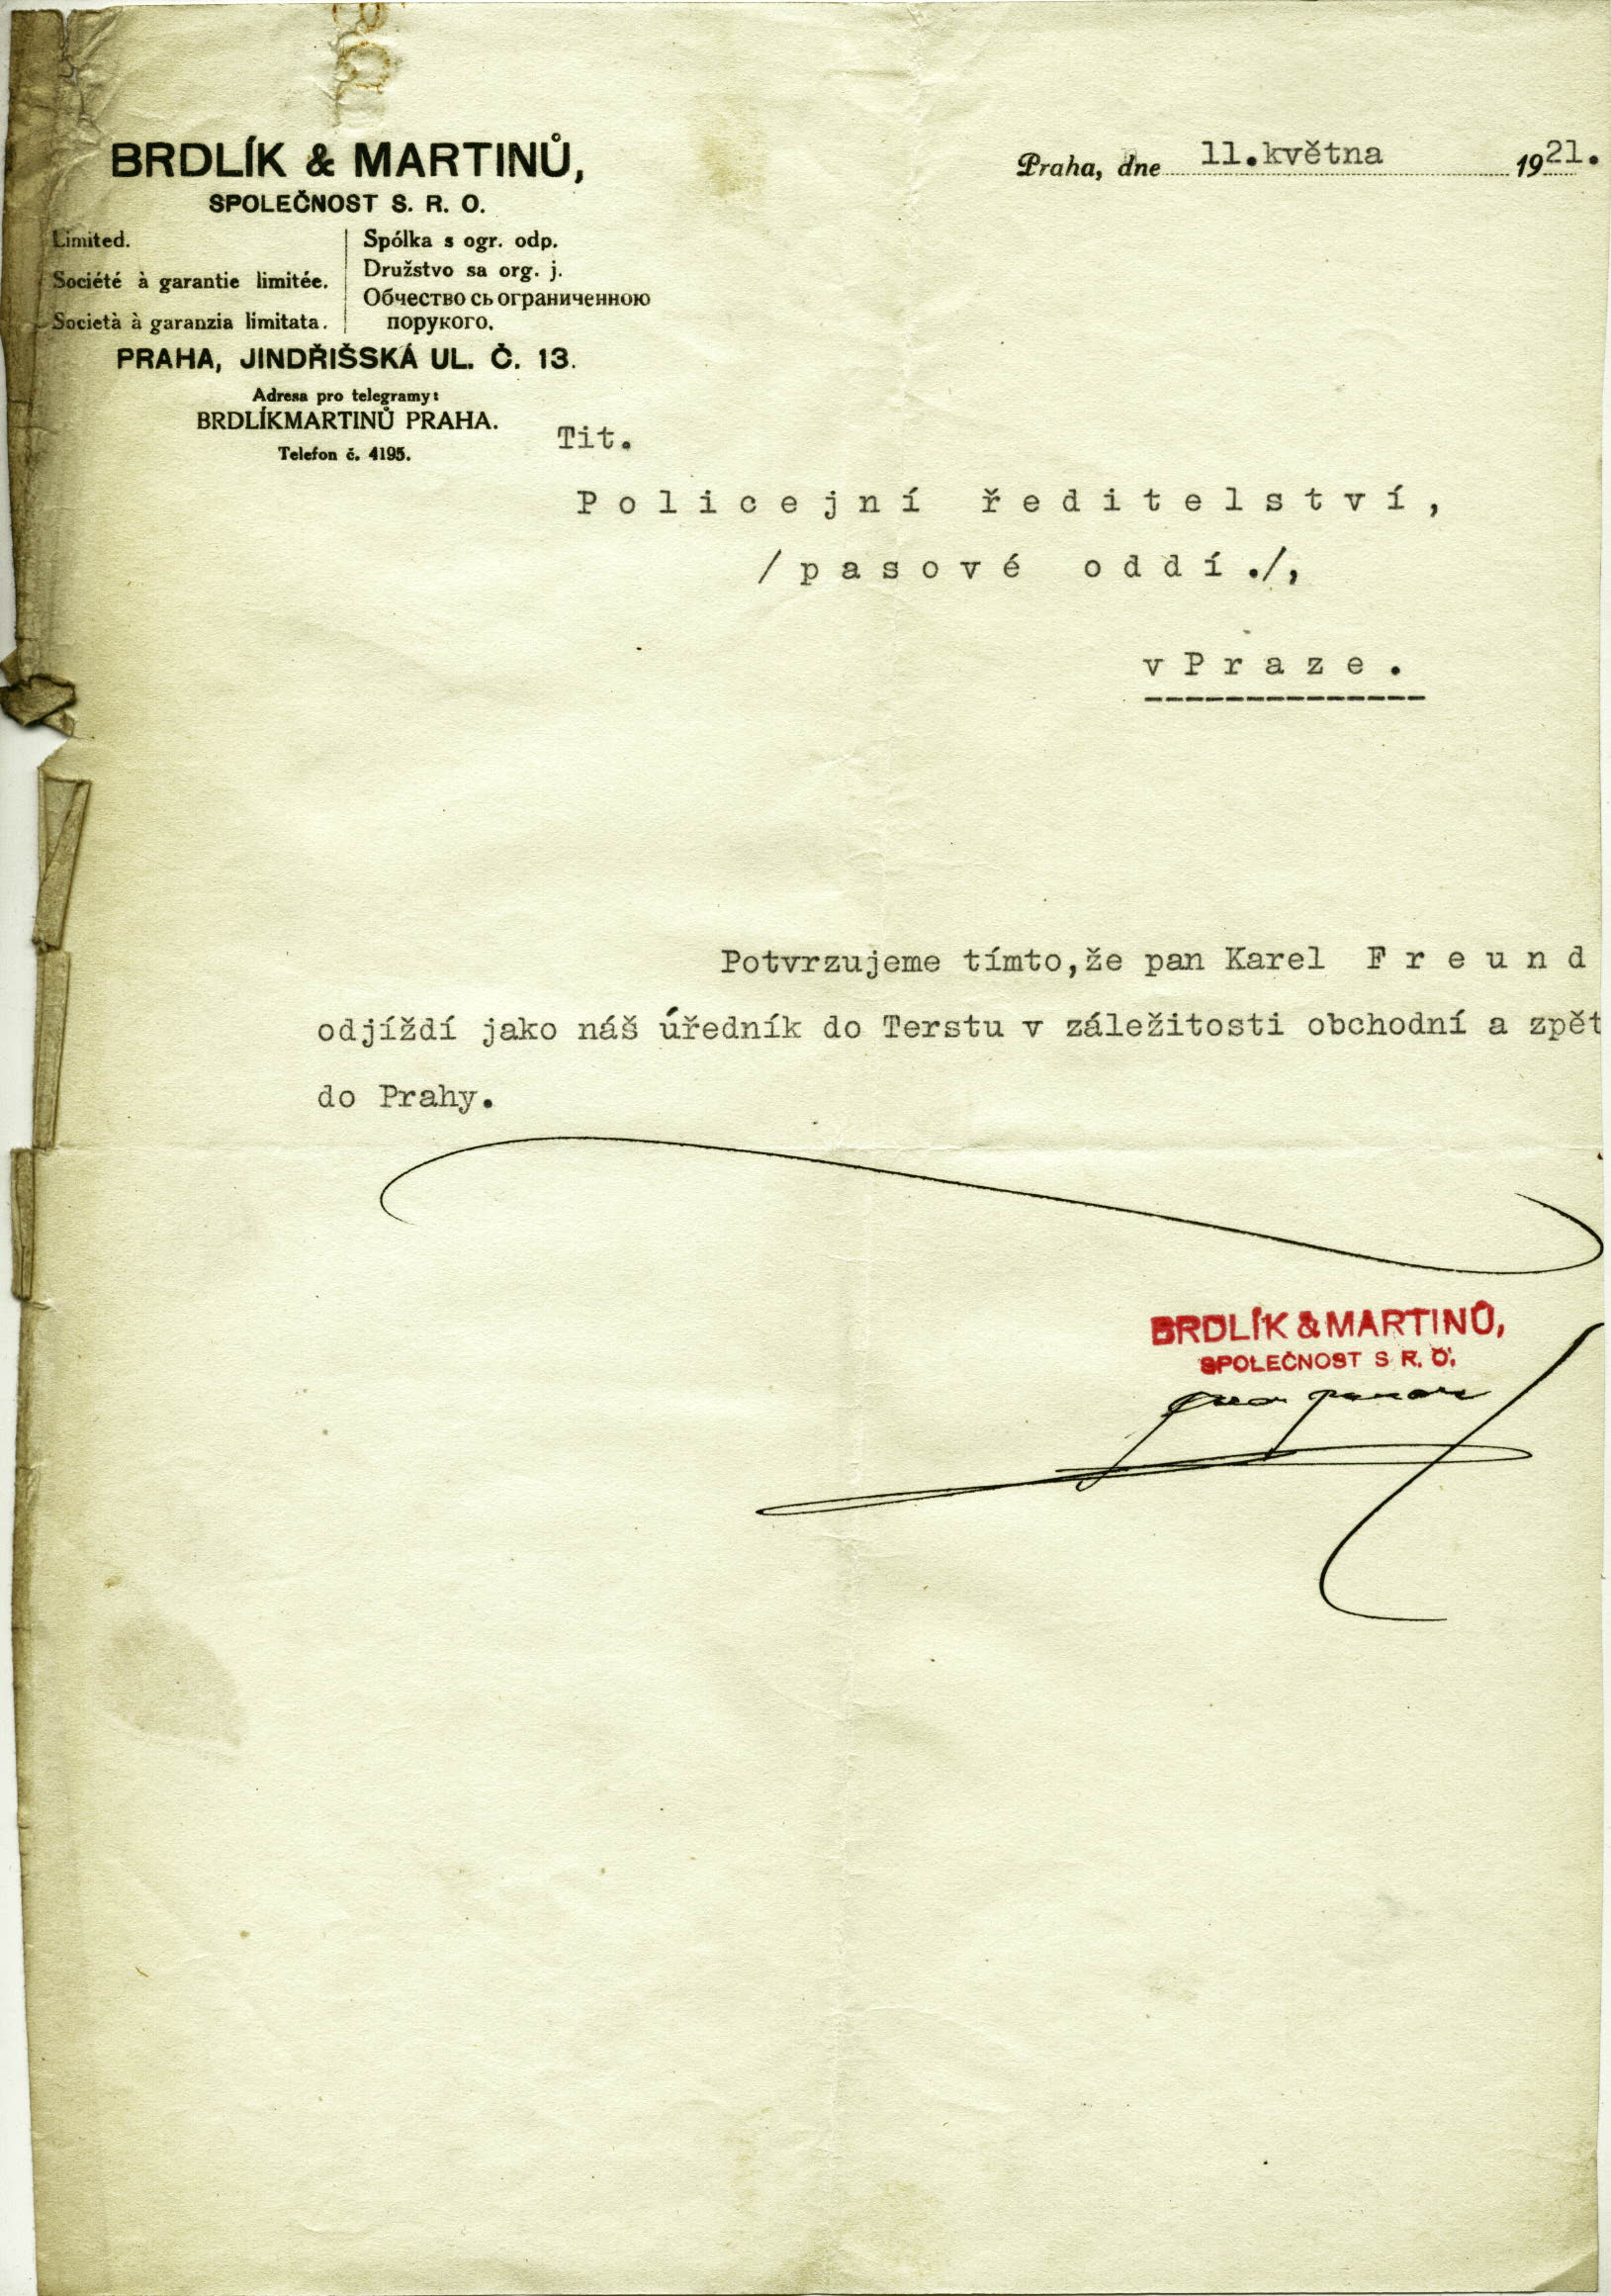 BRDLÍK & MARTINŮ,
SPOLEČNOST S. R. O.
Limited.
Société à garantie limitée.
Società à garanzia limitata.
Spólka s ogr. odp.
Družstvo sa org. j.
Обчество сь ограниченною
порукого.
PRAHA, JINDŘIŠSKÁ UL. Č. 13.
Adresa pro telegramy:
BRDLÍKMARTINŮ PRAHA.
Telefon č. 4195.
Praha, dne 11.května 1921.
Tit.
Policejní ředitelství,
/pasové oddí./,
v Praze.
Potvrzujeme tímto,že pan Karel Freund
odjíždí jako náš úředník do Terstu v záležitosti obchodní a zpět
do Prahy.
BRDLÍK & MARTINŮ,
SPOLEČNOST S R. O.